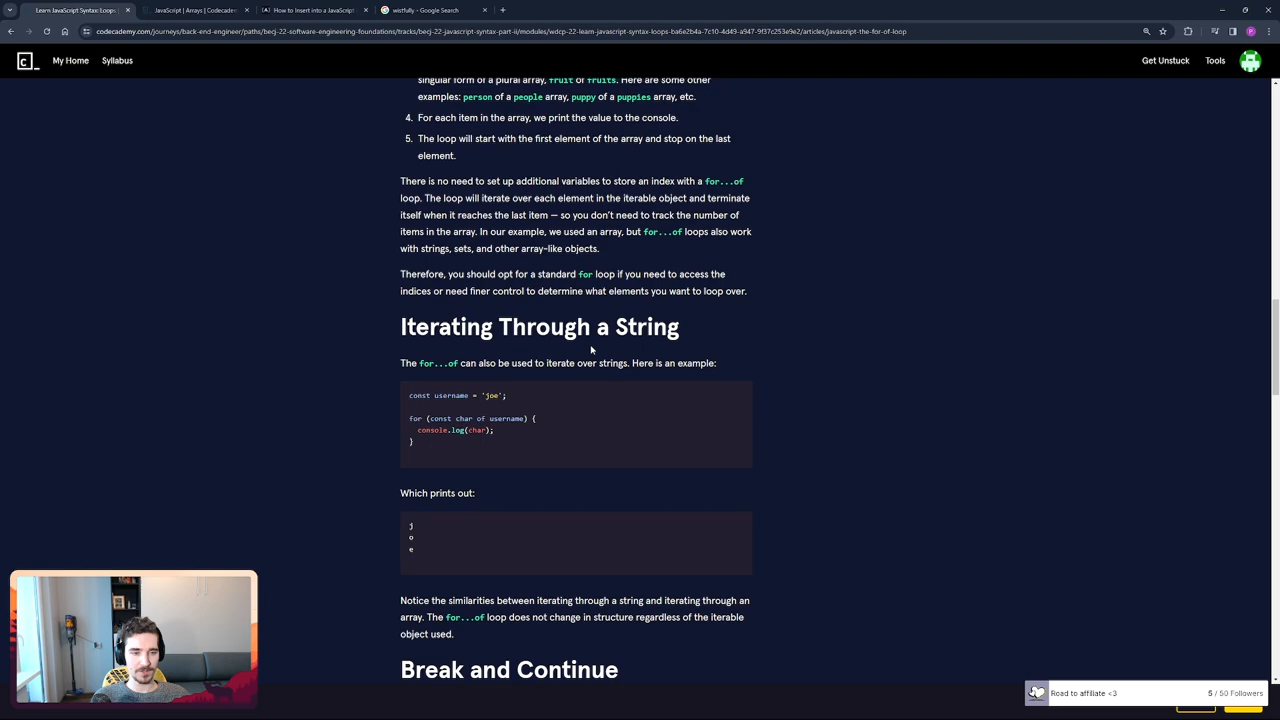 Learn JavaScript Syntax: Loops
JavaScript | Arrays | Codecadem
How to Insert into a JavaScript
wistfully - Google Search
codecademy.com/journeys/back-end-engineer/paths/becj-22-software-engineering-foundations/tracks/becj-22-javascript-syntax-part-ii/modules/wdcp-22-learn-javascript-syntax-loops-ba6e2b4a-7c10-4d49-a947-9f37c253e9e2/articles/javascript-the-for-of-loop
My Home Syllabus Get Unstuck Tools
singular form of a plural array, fruit of fruits. Here are some other
examples: person of a people array, puppy of a puppies array, etc.
4. For each item in the array, we print the value to the console.
5. The loop will start with the first element of the array and stop on the last
element.
There is no need to set up additional variables to store an index with a for...of
loop. The loop will iterate over each element in the iterable object and terminate
itself when it reaches the last item — so you don't need to track the number of
items in the array. In our example, we used an array, but for...of loops also work
with strings, sets, and other array-like objects.
Therefore, you should opt for a standard for loop if you need to access the
indices or need finer control to determine what elements you want to loop over.
Iterating Through a String
The for...of can also be used to iterate over strings. Here is an example:
const username = 'joe';
for (const char of username) {
console.log(char);
}
Which prints out:
j
o
e
Notice the similarities between iterating through a string and iterating through an
array. The for...of loop does not change in structure regardless of the iterable
object used.
Break and Continue
Road to affiliate <3 5 / 50 Followers